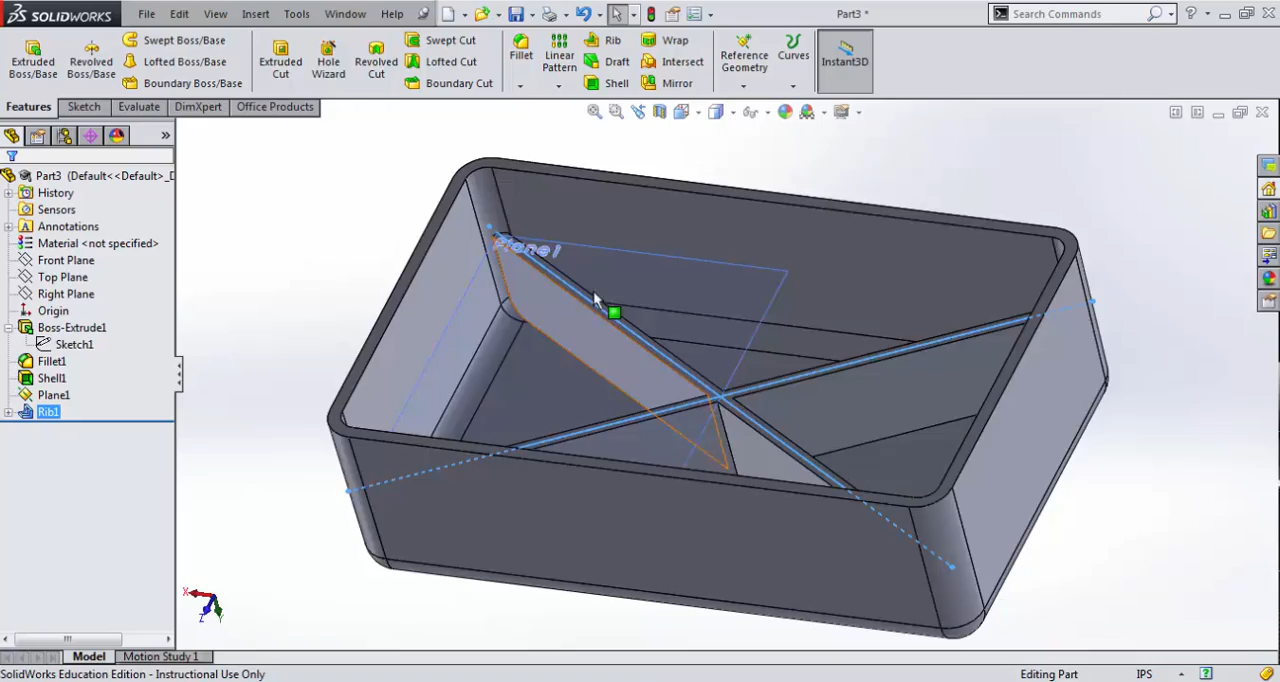 SOLIDWORKS File Edit View Insert Tools Window Help Part3 * Search Commands
Extruded Boss/Base
Revolved Boss/Base
Swept Boss/Base
Lofted Boss/Base
Boundary Boss/Base
Extruded Cut
Hole Wizard
Revolved Cut
Swept Cut
Lofted Cut
Boundary Cut
Fillet
Linear Pattern
Rib
Draft
Shell
Wrap
Intersect
Mirror
Reference Geometry
Curves
Instant3D
Features Sketch Evaluate DimXpert Office Products
Part3 (Default<<Default>_D
History
Sensors
Annotations
Material <not specified>
Front Plane
Top Plane
Right Plane
Origin
Boss-Extrude1
Sketch1
Fillet1
Shell1
Plane1
Rib1
Plane1
X
Y
Z
Model Motion Study 1
SolidWorks Education Edition - Instructional Use Only Editing Part IPS